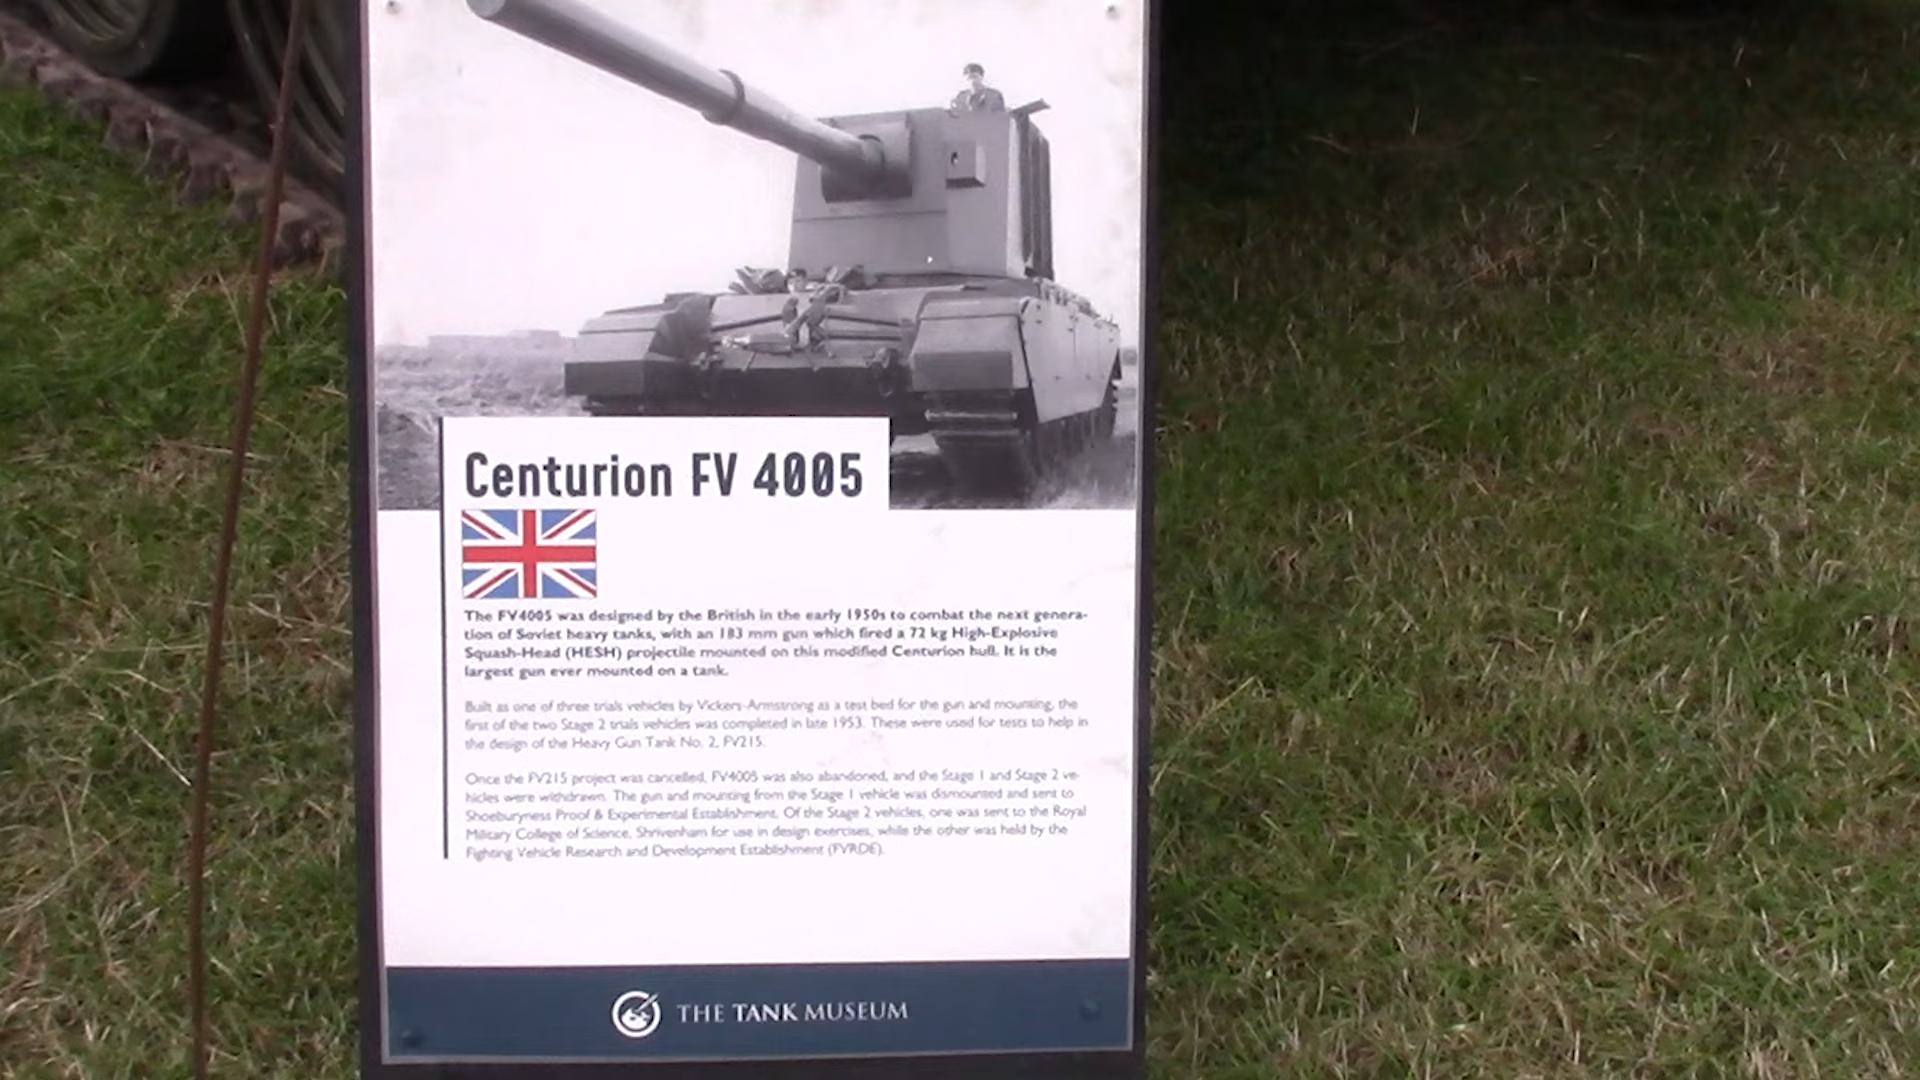 Centurion FV 4005
The FV4005 was designed by the British in the early 1950s to combat the next genera-
tion of Soviet heavy tanks, with an 183 mm gun which fired a 72 kg High-Explosive
Squash-Head (HESH) projectile mounted on this modified Centurion hull. It is the
largest gun ever mounted on a tank.
Built as one of three trials vehicles by Vickers-Armstrong as a test bed for the gun and mounting, the
first of the two Stage 2 trials vehicles was completed in late 1953. These were used for tests to help in
the design of the Heavy Gun Tank No. 2, FV215.
Once the FV215 project was cancelled, FV4005 was also abandoned, and the Stage 1 and Stage 2 ve-
hicles were withdrawn. The gun and mounting from the Stage 1 vehicle was dismounted and sent to
Shoeburyness Proof & Experimental Establishment. Of the Stage 2 vehicles, one was sent to the Royal
Military College of Science, Shrivenham for use in design exercises, while the other was held by the
Fighting Vehicle Research and Development Establishment (FVRDE).
THE TANK MUSEUM